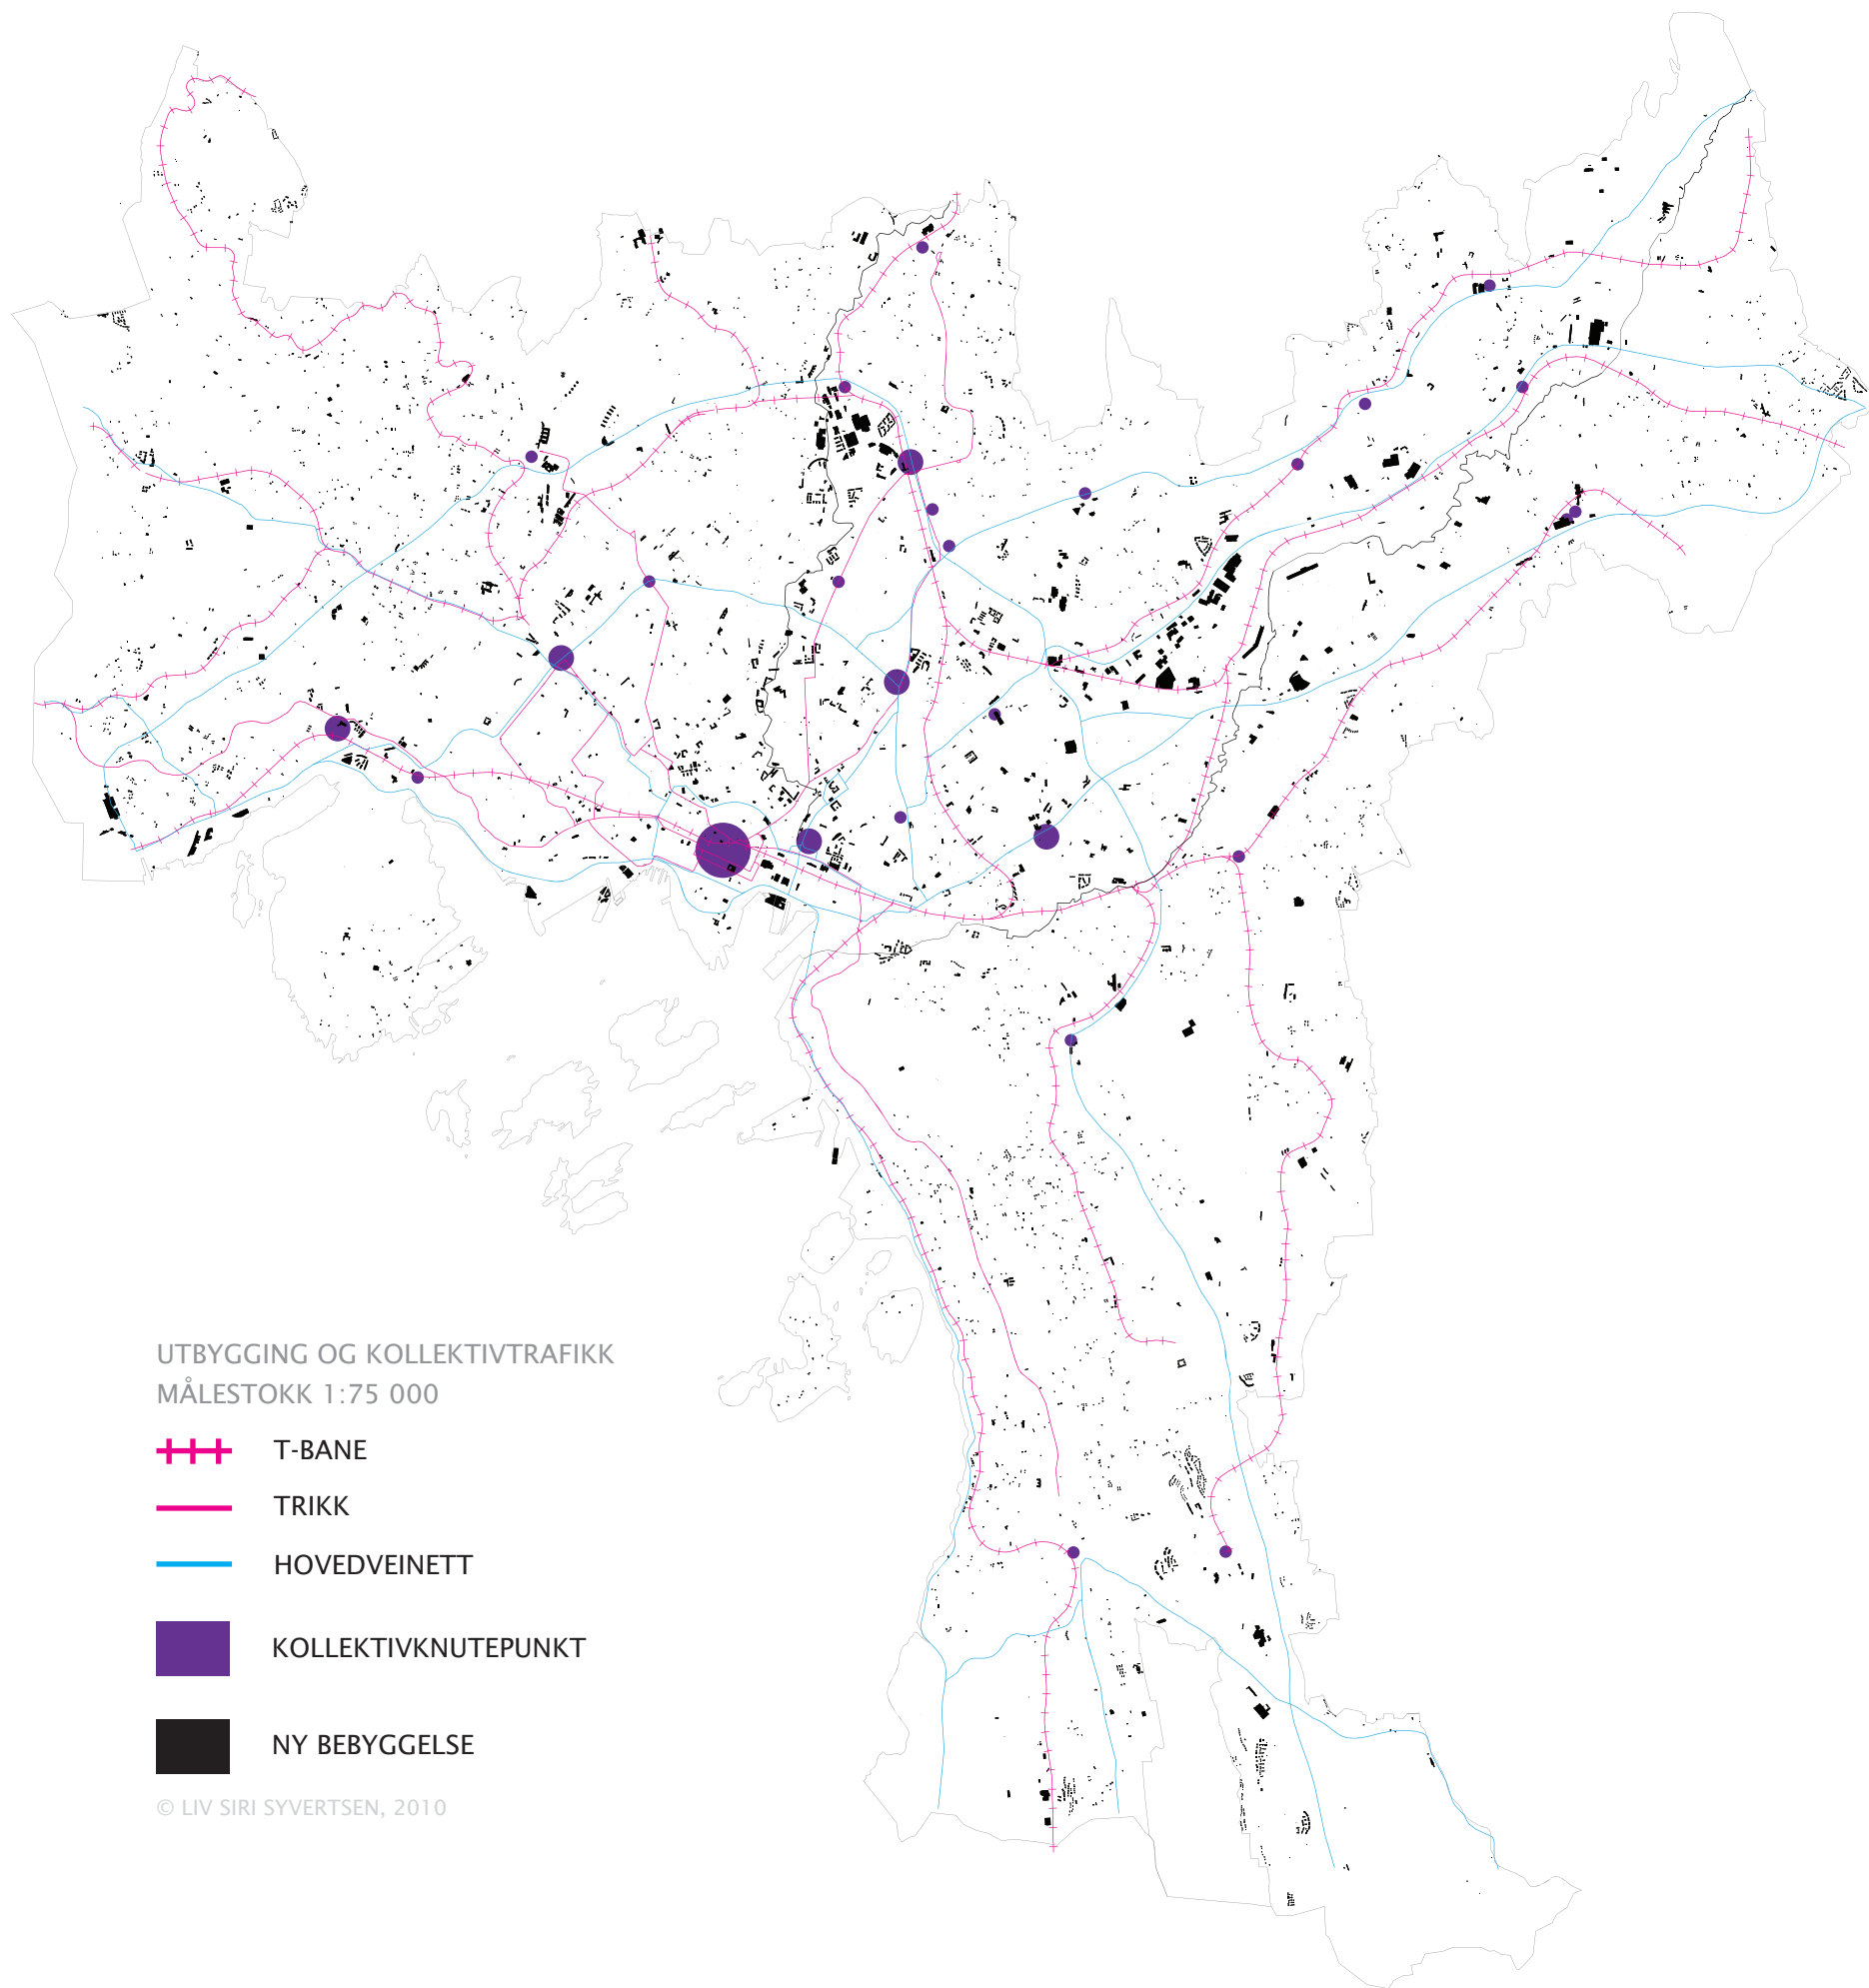 UTBYGGING OG KOLLEKTIVTRAFIKK
MÅLESTOKK 1:75 000
T-BANE
TRIKK
HOVEDVEINETT
KOLLEKTIVKNUTEPUNKT
NY BEBYGGELSE
© LIV SIRI SYVERTSEN, 2010